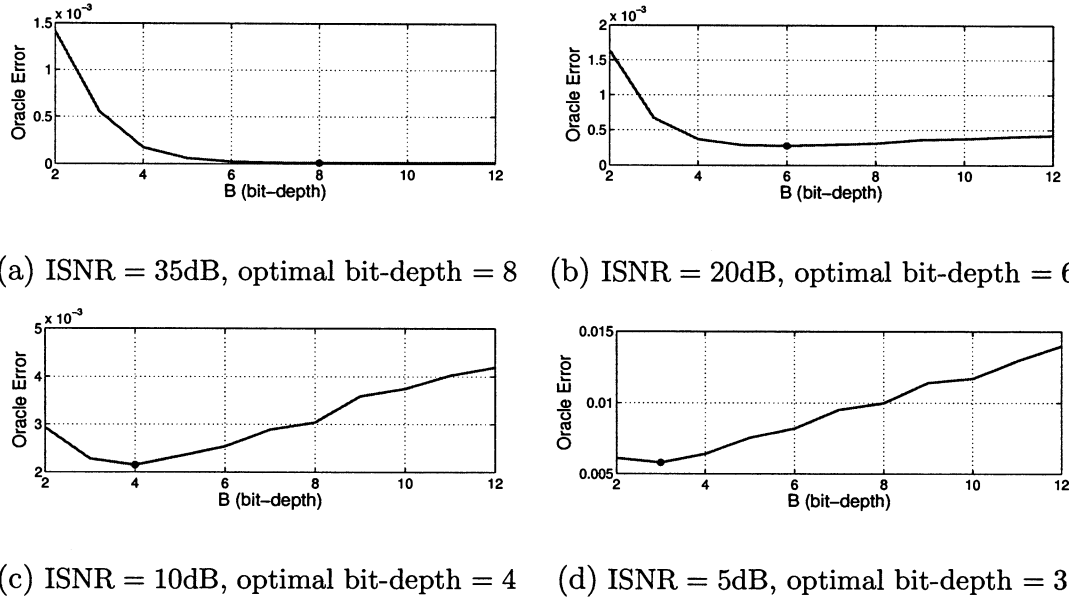 x 10⁻³
1.5
1
0.5
0
Oracle Error
2 4 6 8 10 12
B (bit–depth)
(a) ISNR = 35dB, optimal bit-depth = 8
x 10⁻³
2
1.5
1
0.5
0
Oracle Error
2 4 6 8 10 12
B (bit–depth)
(b) ISNR = 20dB, optimal bit-depth = 6
x 10⁻³
5
4
3
2
Oracle Error
2 4 6 8 10 12
B (bit–depth)
(c) ISNR = 10dB, optimal bit-depth = 4
0.015
0.01
0.005
Oracle Error
2 4 6 8 10 12
B (bit–depth)
(d) ISNR = 5dB, optimal bit-depth = 3